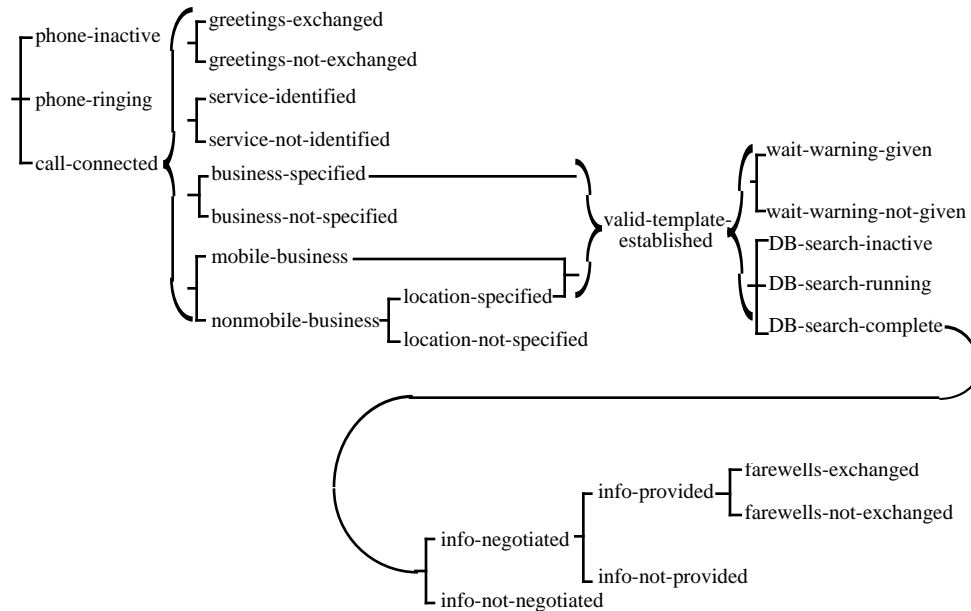 phone-inactive
phone-ringing
call-connected
greetings-exchanged
greetings-not-exchanged
service-identified
service-not-identified
business-specified
business-not-specified
mobile-business
nonmobile-business
location-specified
location-not-specified
valid-template-
established
wait-warning-given
wait-warning-not-given
DB-search-inactive
DB-search-running
DB-search-complete
info-negotiated
info-not-negotiated
info-provided
info-not-provided
farewells-exchanged
farewells-not-exchanged